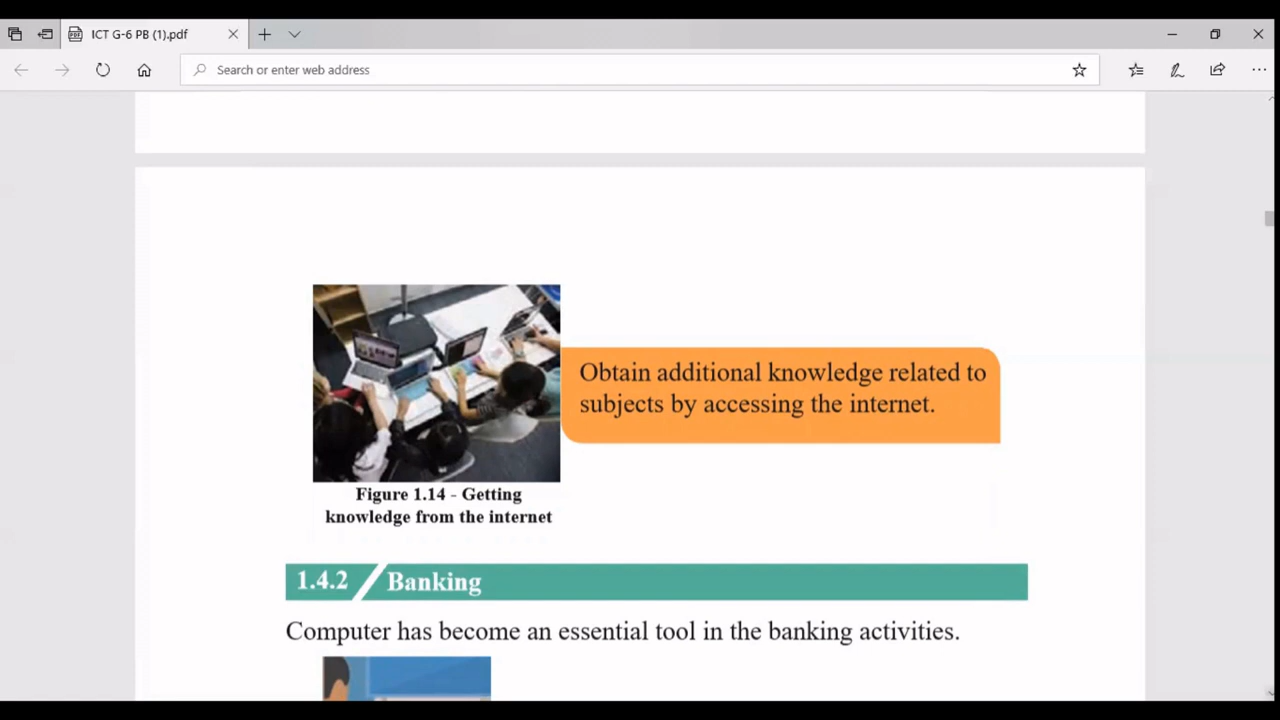 ICT G-6 PB (1).pdf
Search or enter web address
Obtain additional knowledge related to
subjects by accessing the internet.
Figure 1.14 - Getting
knowledge from the internet
1.4.2 Banking
Computer has become an essential tool in the banking activities.